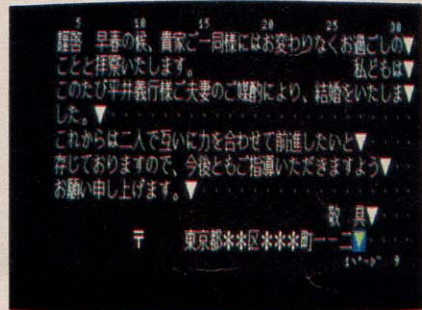 5 10 15 20 25 30
謹啓 早春の候、貴家ご一同様にはお変わりなくお過ごしの▼
ことと拝察いたします。 私どもは▼
このたび平井義行様ご夫妻のご媒酌により、結婚をいたしま▼
した。▼
これからは二人で互いに力を合わせて前進したいと▼
存じておりますので、今後ともご指導いただきますよう▼
お願い申し上げます。▼
敬 具▼
〒 東京都**区***町一一二▼
1ページ 9